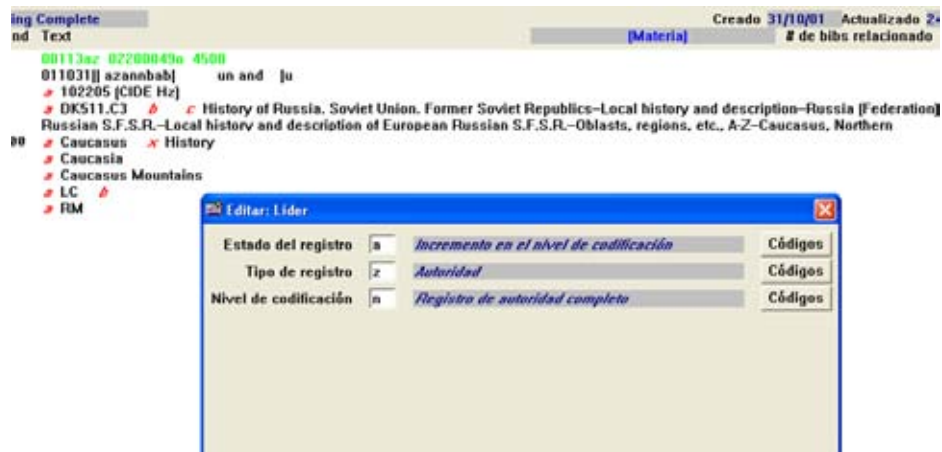 ing Complete Creado 31/10/01 Actualizado 24
nd Text [Materia] # de bibs relacionado
00113az 02200049n 4500
011031|| azannbab| un and |u
a 102205 (CIDE Hz)
a DK511.C3 b c History of Russia. Soviet Union. Former Soviet Republics–Local history and description–Russia (Federation)
Russian S.F.S.R.–Local history and description of European Russian S.F.S.R.–Oblasts, regions, etc., A-Z–Caucasus, Northern
00 a Caucasus x History
a Caucasia
a Caucasus Mountains
a LC b
a RM
Editar: Líder
Estado del registro a Incremento en el nivel de codificación Códigos
Tipo de registro z Autoridad Códigos
Nivel de codificación n Registro de autoridad completo Códigos